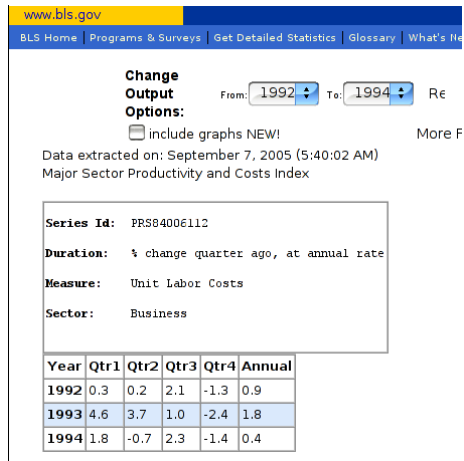 www.bls.gov
BLS Home | Programs & Surveys | Get Detailed Statistics | Glossary | What's Ne
Change
Output
Options:
From: 1992 To: 1994 Re
include graphs NEW! More F
Data extracted on: September 7, 2005 (5:40:02 AM)
Major Sector Productivity and Costs Index
Series Id: PRS84006112
Duration: % change quarter ago, at annual rate
Measure: Unit Labor Costs
Sector: Business
Year Qtr1 Qtr2 Qtr3 Qtr4 Annual
1992 0.3 0.2 2.1 -1.3 0.9
1993 4.6 3.7 1.0 -2.4 1.8
1994 1.8 -0.7 2.3 -1.4 0.4